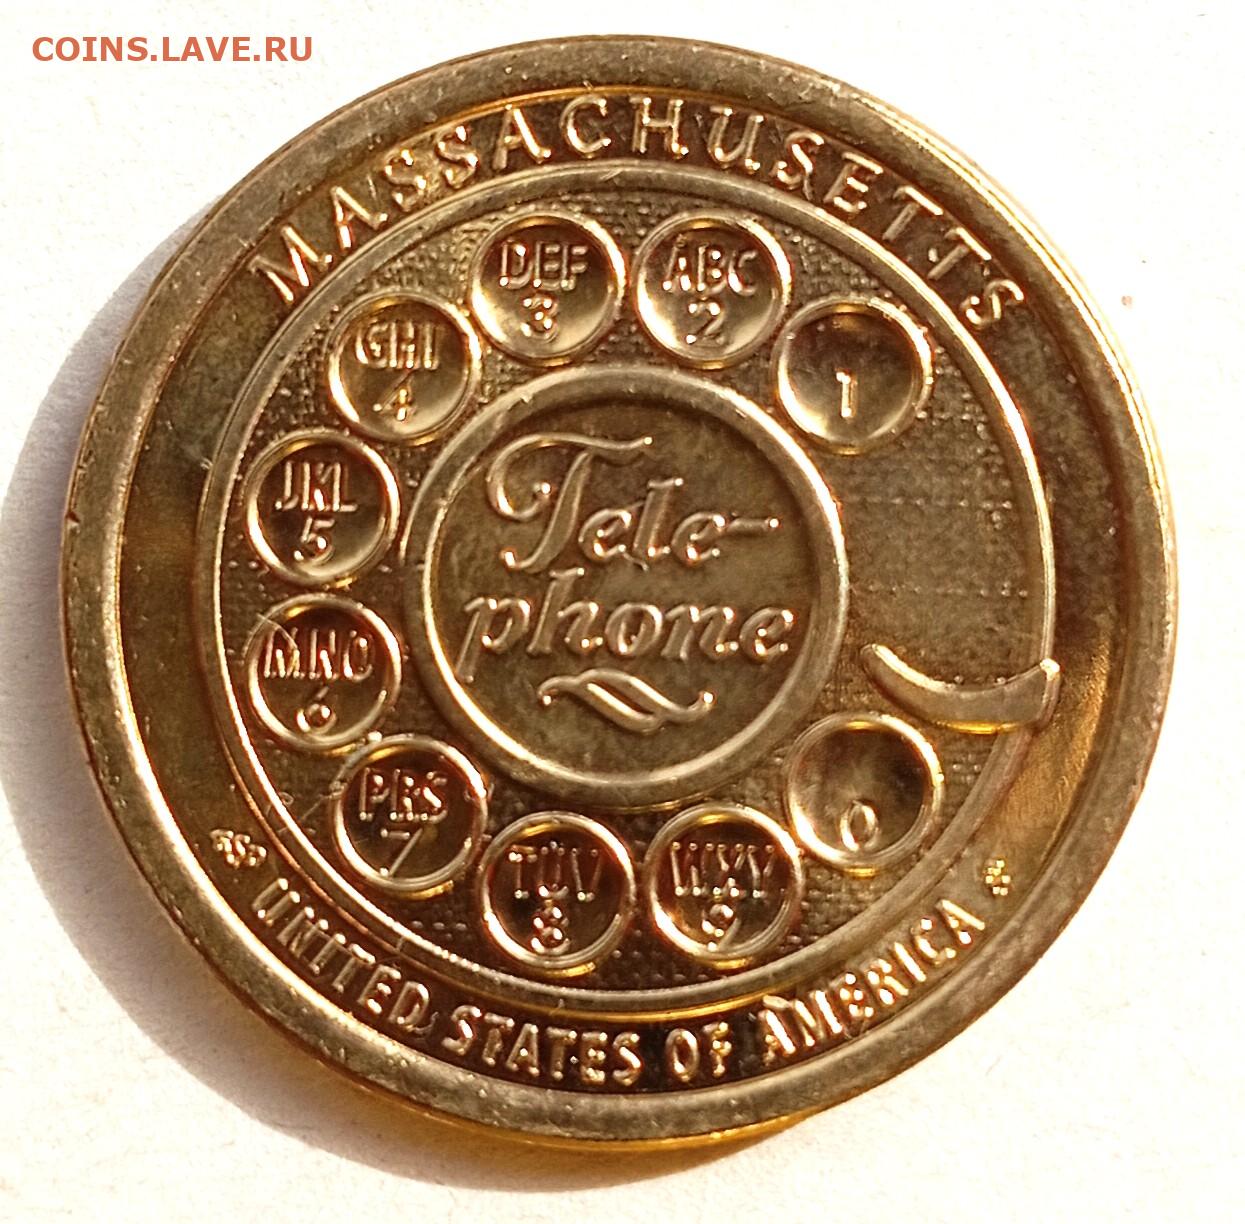 COINS.LAVE.RU
MASSACHUSETTS
1
ABC
2
DEF
3
GHI
4
JKL
5
MNO
6
PRS
7
TUV
8
WXY
9
0
Tele-
phone
UNITED STATES OF AMERICA